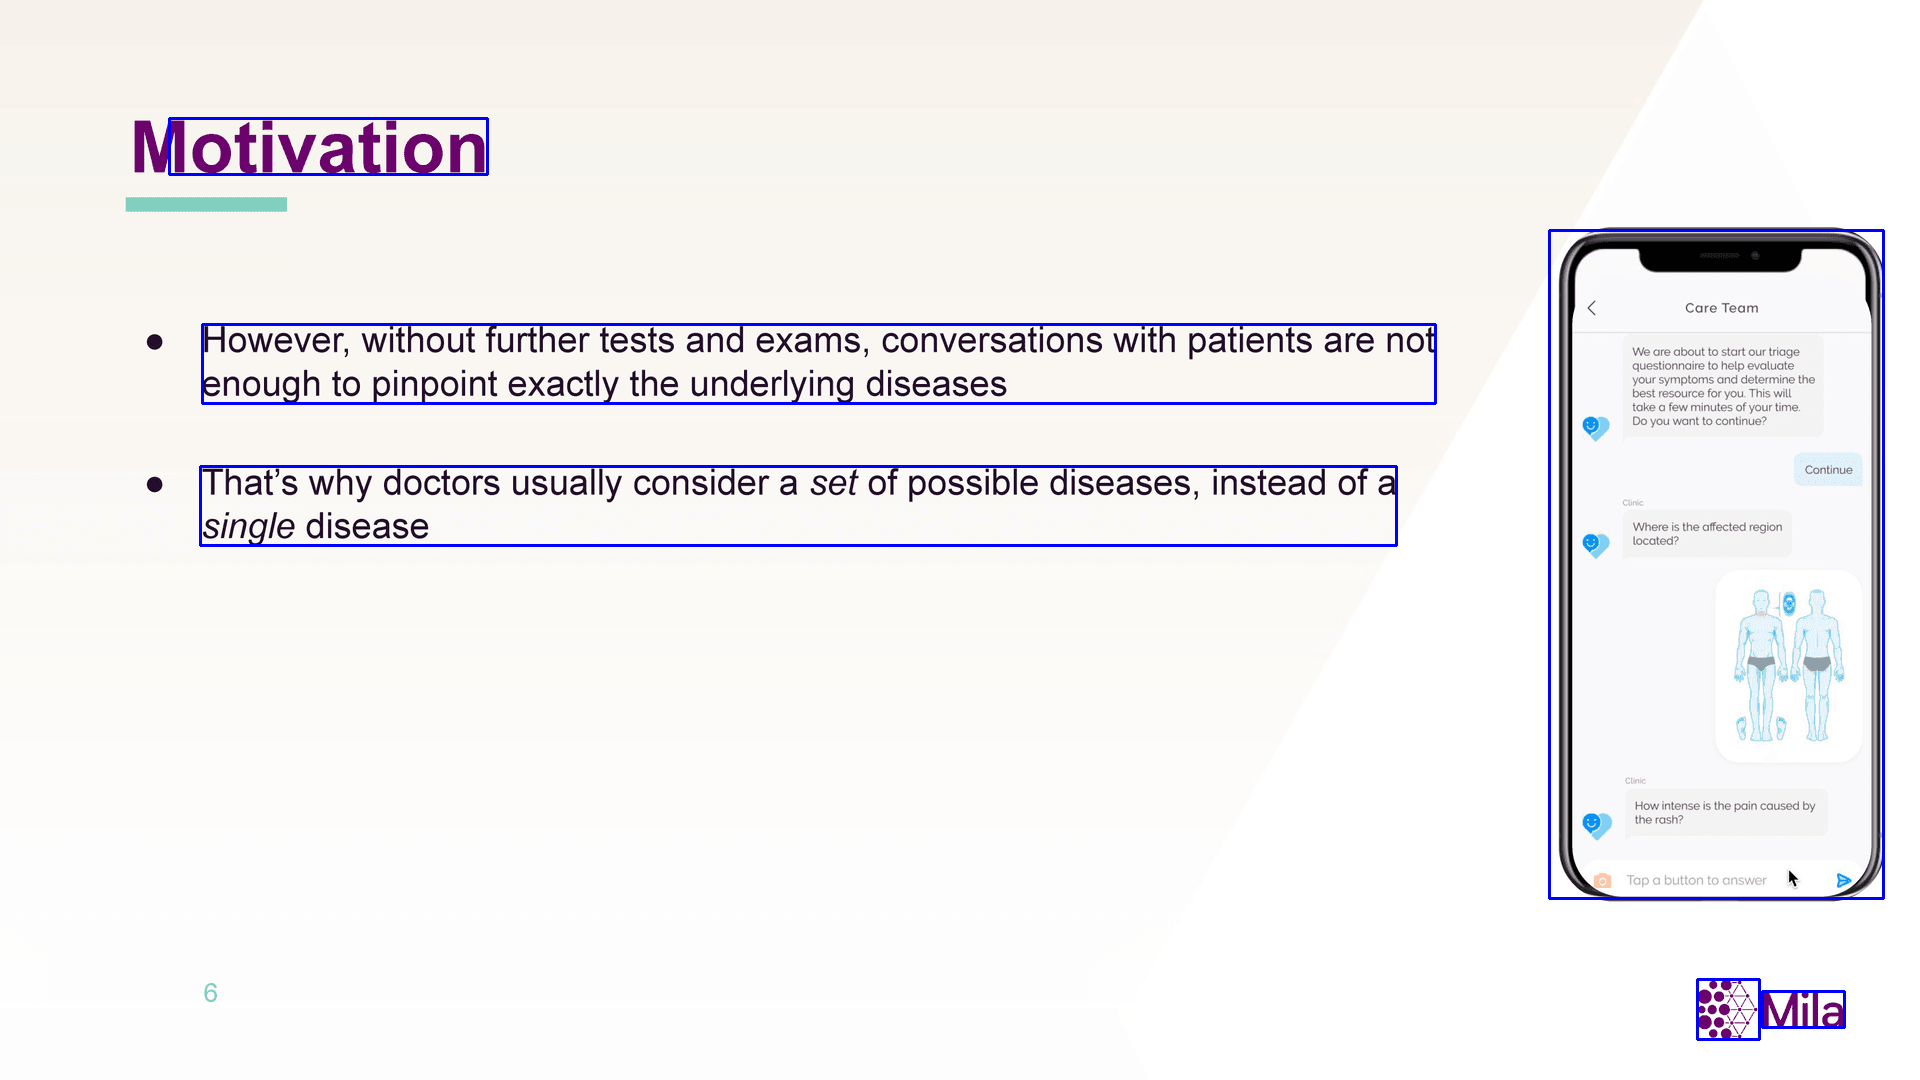 Motivation
● However, without further tests and exams, conversations with patients are not
enough to pinpoint exactly the underlying diseases
● That’s why doctors usually consider a set of possible diseases, instead of a
single disease
Care Team
We are about to start our triage
questionnaire to help evaluate
your symptoms and determine the
best resource for you. This will
take a few minutes of your time.
Do you want to continue?
Continue
Clinic
Where is the affected region
located?
Clinic
How intense is the pain caused by
the rash?
Tap a button to answer
6
Mila